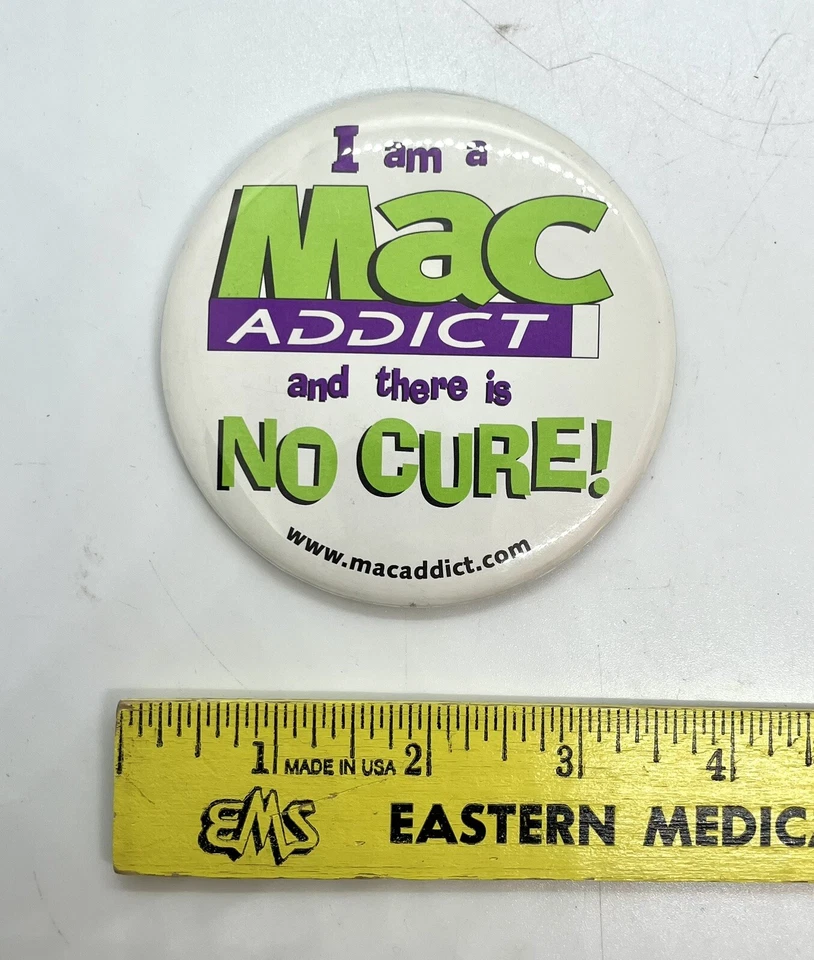 I am a
Mac
ADDICT
and there is
NO CURE!
www.macaddict.com
1 MADE IN USA 2 3 4
EMS EASTERN MEDICA